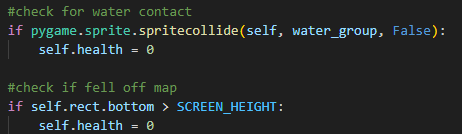 #check for water contact
if pygame.sprite.spritecollide(self, water_group, False):
    self.health = 0

#check if fell off map
if self.rect.bottom > SCREEN_HEIGHT:
    self.health = 0